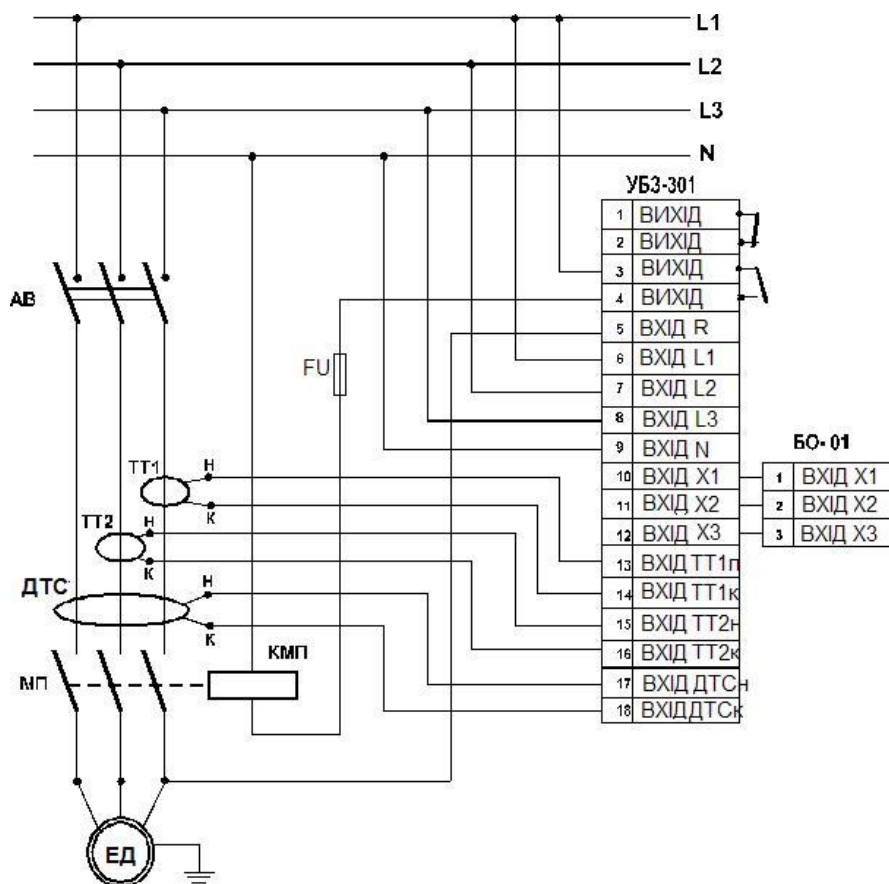 L1
L2
L3
N
УБЗ-301
1 ВИХІД
2 ВИХІД
3 ВИХІД
4 ВИХІД
5 ВХІД R
6 ВХІД L1
7 ВХІД L2
8 ВХІД L3
9 ВХІД N
10 ВХІД X1
11 ВХІД X2
12 ВХІД X3
13 ВХІД ТТ1п
14 ВХІД ТТ1к
15 ВХІД ТТ2н
16 ВХІД ТТ2к
17 ВХІД ДТСн
18 ВХІДДТСк
БО-01
1 ВХІД X1
2 ВХІД X2
3 ВХІД X3
АВ
FU
ТТ1
Н
К
ТТ2
Н
К
ДТС
Н
К
КМП
МП
ЕД